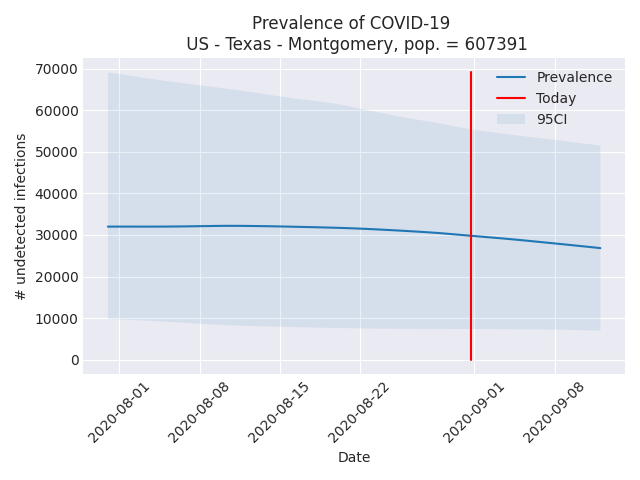 Prevalence of COVID-19
US - Texas - Montgomery, pop. = 607391
70000
60000
50000
40000
30000
20000
10000
0
# undetected infections
Prevalence
Today
95CI
2020-08-01
2020-08-08
2020-08-15
2020-08-22
2020-09-01
2020-09-08
Date